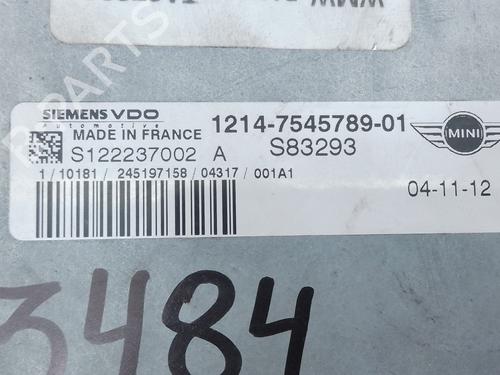 SIEMENS VDO
Automotive
MADE IN FRANCE
1214-7545789-01
MINI
S122237002 A
S83293
1/10181/245197158/04317/001A1
04-11-12
3484